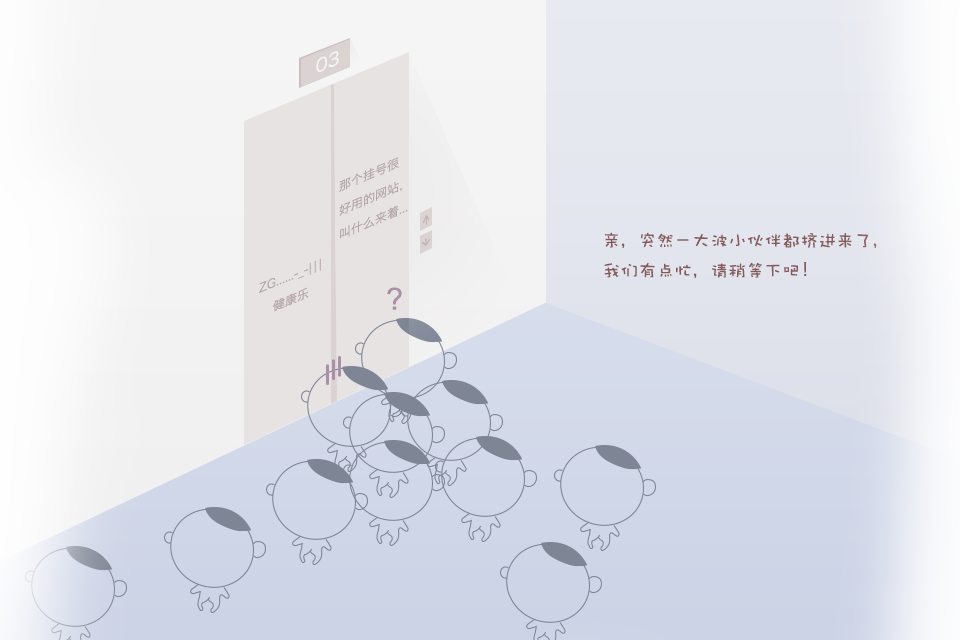 03
那个挂号很
好用的网站,
叫什么来着...
ZG......-_-|||
健康乐
?
亲, 突然一大波小伙伴都挤进来了,
我们有点忙, 请稍等下吧!